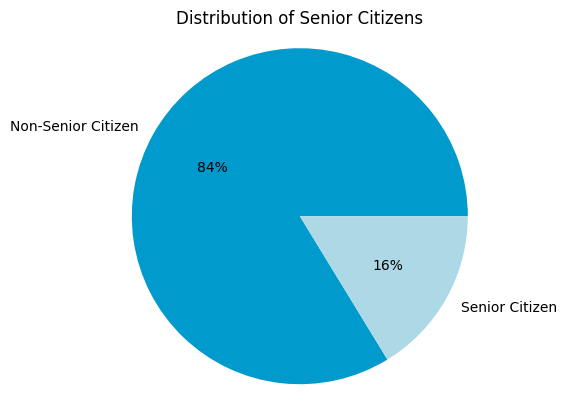 Distribution of Senior Citizens
Non-Senior Citizen
84%
16%
Senior Citizen